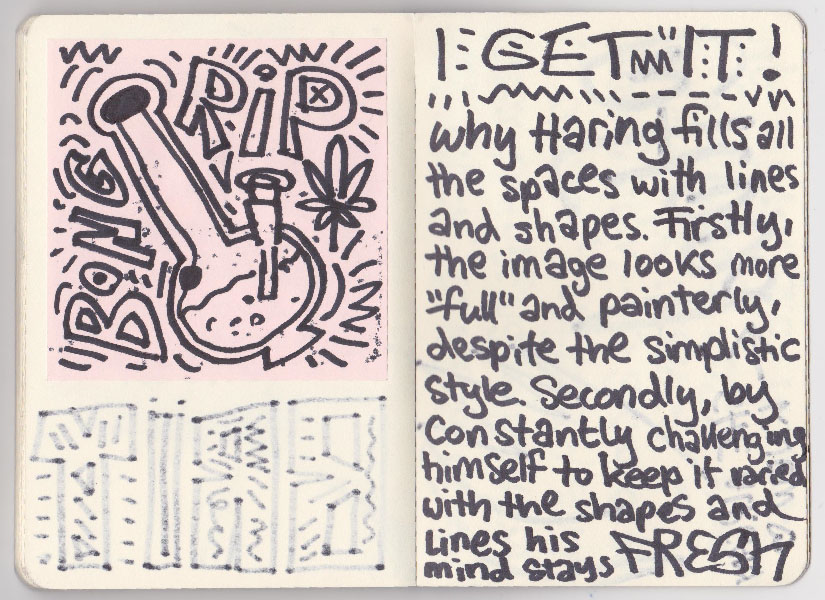 RiP
BONG
I GET IT!
why Haring fills all
the spaces with lines
and shapes. Firstly,
the image looks more
"full" and painterly,
despite the simplistic
style. Secondly, by
constantly challenging
himself to keep it varied
with the shapes and
lines his
mind stays FRESH